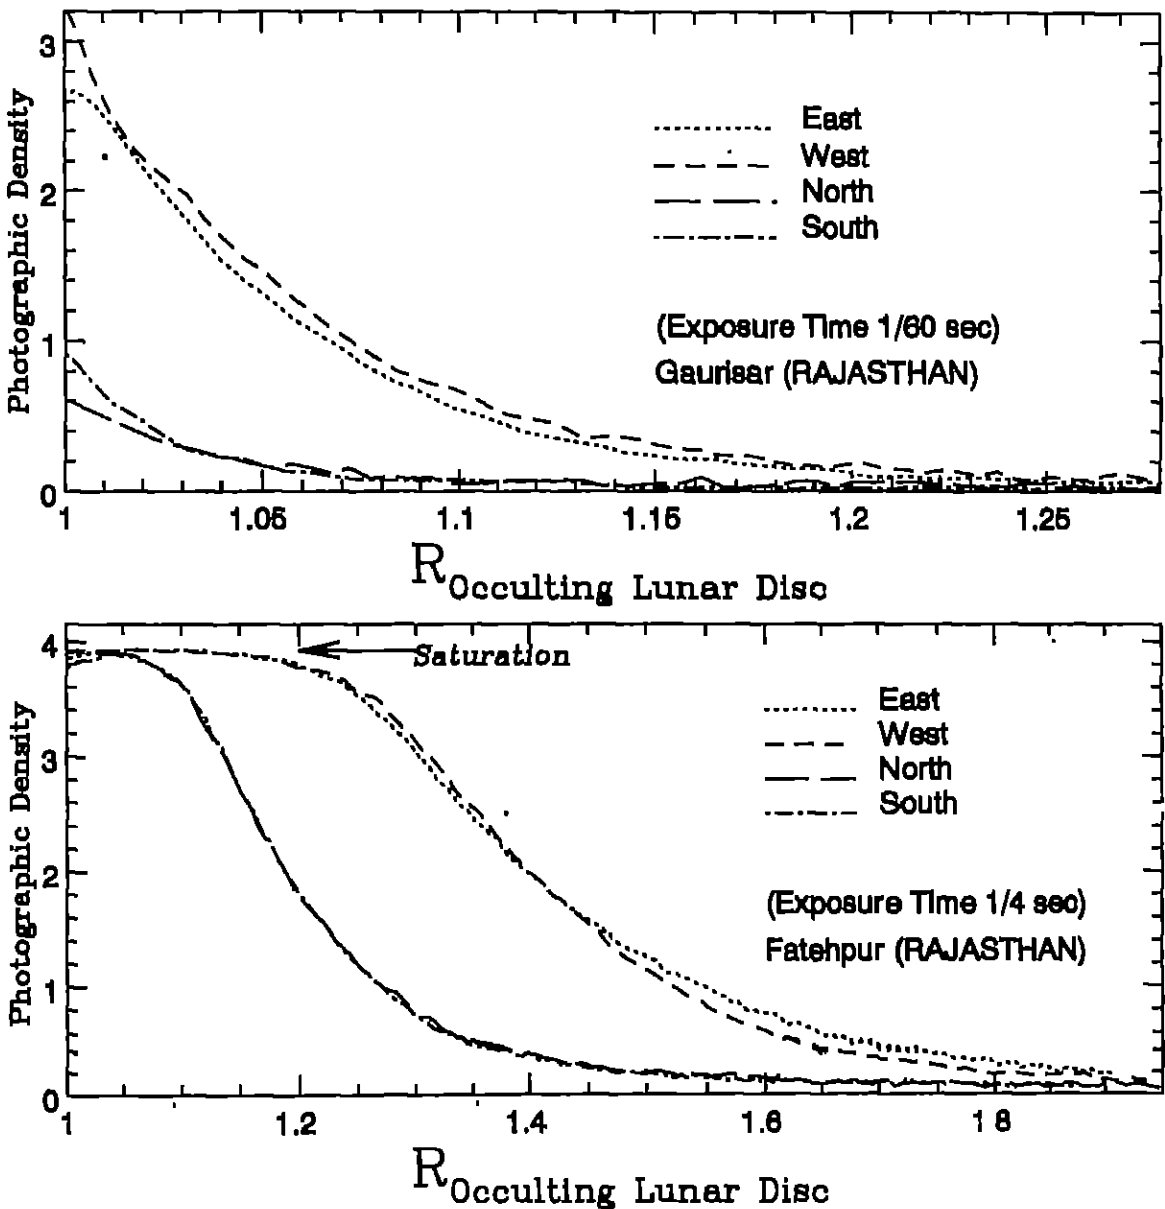 3
2
1
0
Photographic Density
East
West
North
South
(Exposure Time 1/60 sec)
Gaurisar (RAJASTHAN)
1 1.05 1.1 1.15 1.2 1.25
R Occulting Lunar Disc
4
3
2
1
0
Photographic Density
Saturation
East
West
North
South
(Exposure Time 1/4 sec)
Fatehpur (RAJASTHAN)
1 1.2 1.4 1.6 1 8
R Occulting Lunar Disc